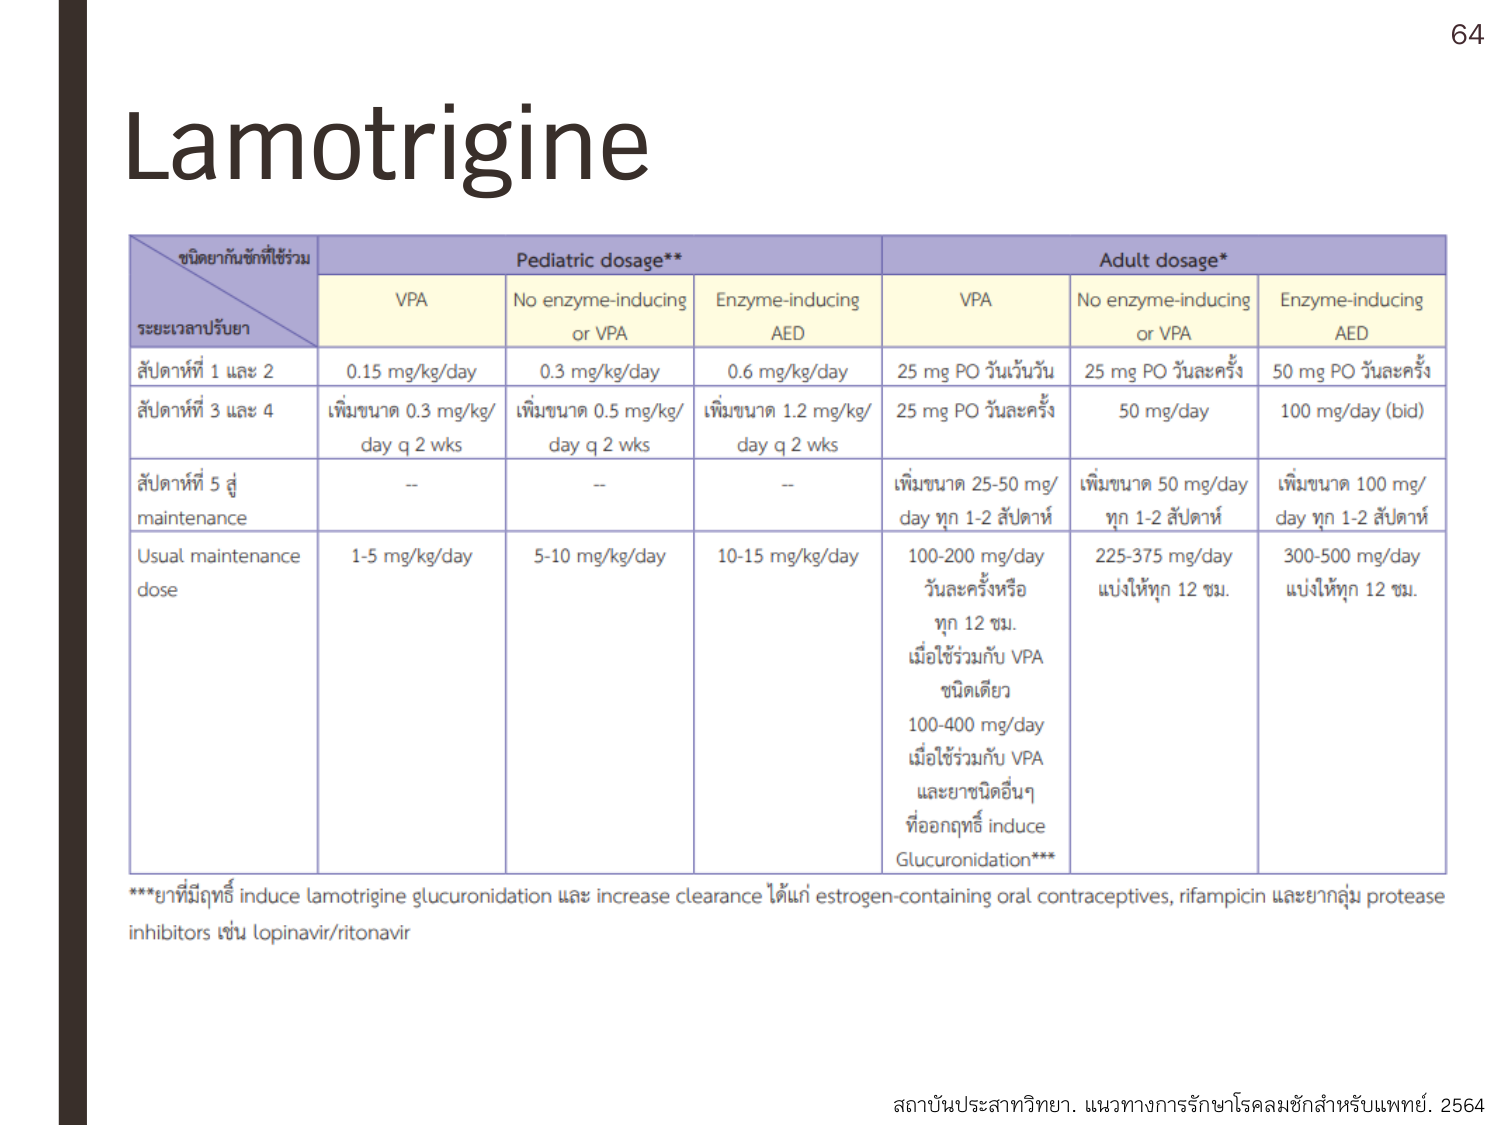 64
Lamotrigine
ชนิดยากันชักที่ใช้ร่วม
ระยะเวลาปรับยา
Pediatric dosage**
Adult dosage*
VPA
No enzyme-inducing
or VPA
Enzyme-inducing
AED
VPA
No enzyme-inducing
or VPA
Enzyme-inducing
AED
สัปดาห์ที่ 1 และ 2
0.15 mg/kg/day
0.3 mg/kg/day
0.6 mg/kg/day
25 mg PO วันเว้นวัน
25 mg PO วันละครั้ง
50 mg PO วันละครั้ง
สัปดาห์ที่ 3 และ 4
เพิ่มขนาด 0.3 mg/kg/
day q 2 wks
เพิ่มขนาด 0.5 mg/kg/
day q 2 wks
เพิ่มขนาด 1.2 mg/kg/
day q 2 wks
25 mg PO วันละครั้ง
50 mg/day
100 mg/day (bid)
สัปดาห์ที่ 5 สู่
maintenance
--
--
--
เพิ่มขนาด 25-50 mg/
day ทุก 1-2 สัปดาห์
เพิ่มขนาด 50 mg/day
ทุก 1-2 สัปดาห์
เพิ่มขนาด 100 mg/
day ทุก 1-2 สัปดาห์
Usual maintenance
dose
1-5 mg/kg/day
5-10 mg/kg/day
10-15 mg/kg/day
100-200 mg/day
วันละครั้งหรือ
ทุก 12 ชม.
เมื่อใช้ร่วมกับ VPA
ชนิดเดียว
100-400 mg/day
เมื่อใช้ร่วมกับ VPA
และยาชนิดอื่นๆ
ที่ออกฤทธิ์ induce
Glucuronidation***
225-375 mg/day
แบ่งให้ทุก 12 ชม.
300-500 mg/day
แบ่งให้ทุก 12 ชม.
***ยาที่มีฤทธิ์ induce lamotrigine glucuronidation และ increase clearance ได้แก่ estrogen-containing oral contraceptives, rifampicin และยากลุ่ม protease
inhibitors เช่น lopinavir/ritonavir
สถาบันประสาทวิทยา. แนวทางการรักษาโรคลมชักสำหรับแพทย์. 2564